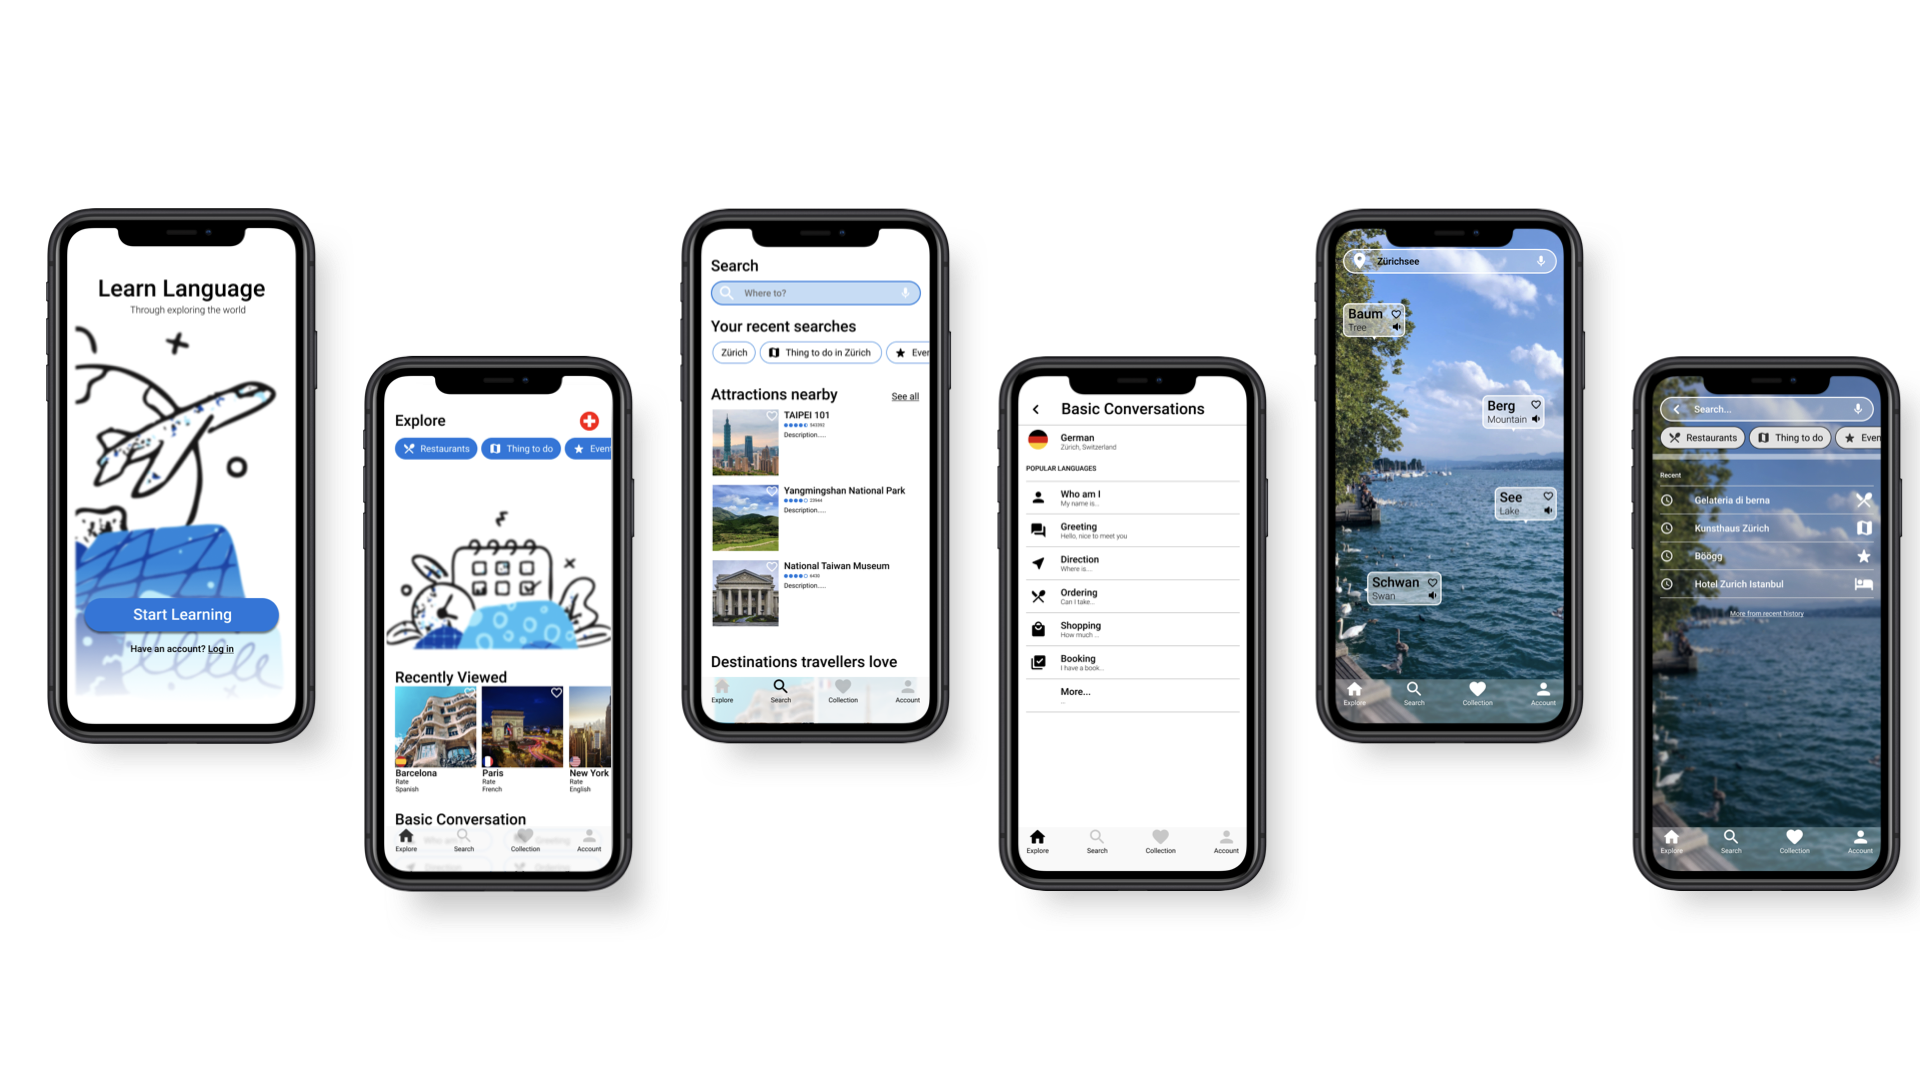 Learn Language
Through exploring the world
Start Learning
Have an account? Log in
Explore
Restaurants
Thing to do
Even
Recently Viewed
Barcelona
Rate
Spanish
Paris
Rate
French
New York
Rate
English
Basic Conversation
Explore
Search
Collection
Account
Search
Where to?
Your recent searches
Zürich
Thing to do in Zürich
Even
Attractions nearby
See all
TAIPEI 101
Description.....
Yangmingshan National Park
Description.....
National Taiwan Museum
6430
Description.....
Destinations travellers love
Explore
Search
Collection
Account
Basic Conversations
German
Zurich, Switzerland
POPULAR LANGUAGES
Who am I
My name is...
Greeting
Hello, nice to meet you
Direction
Where is...
Ordering
Can I take...
Shopping
How much ...
Booking
I have a book...
More...
...
Explore
Search
Collection
Account
Zürichsee
Baum
Tree
Berg
Mountain
See
Lake
Schwan
Swan
Explore
Search
Collection
Account
Search...
Restaurants
Thing to do
Even
Recent
Gelateria di berna
Kunsthaus Zürich
Böögg
Hotel Zurich Istanbul
More from recent history
Explore
Search
Collection
Account